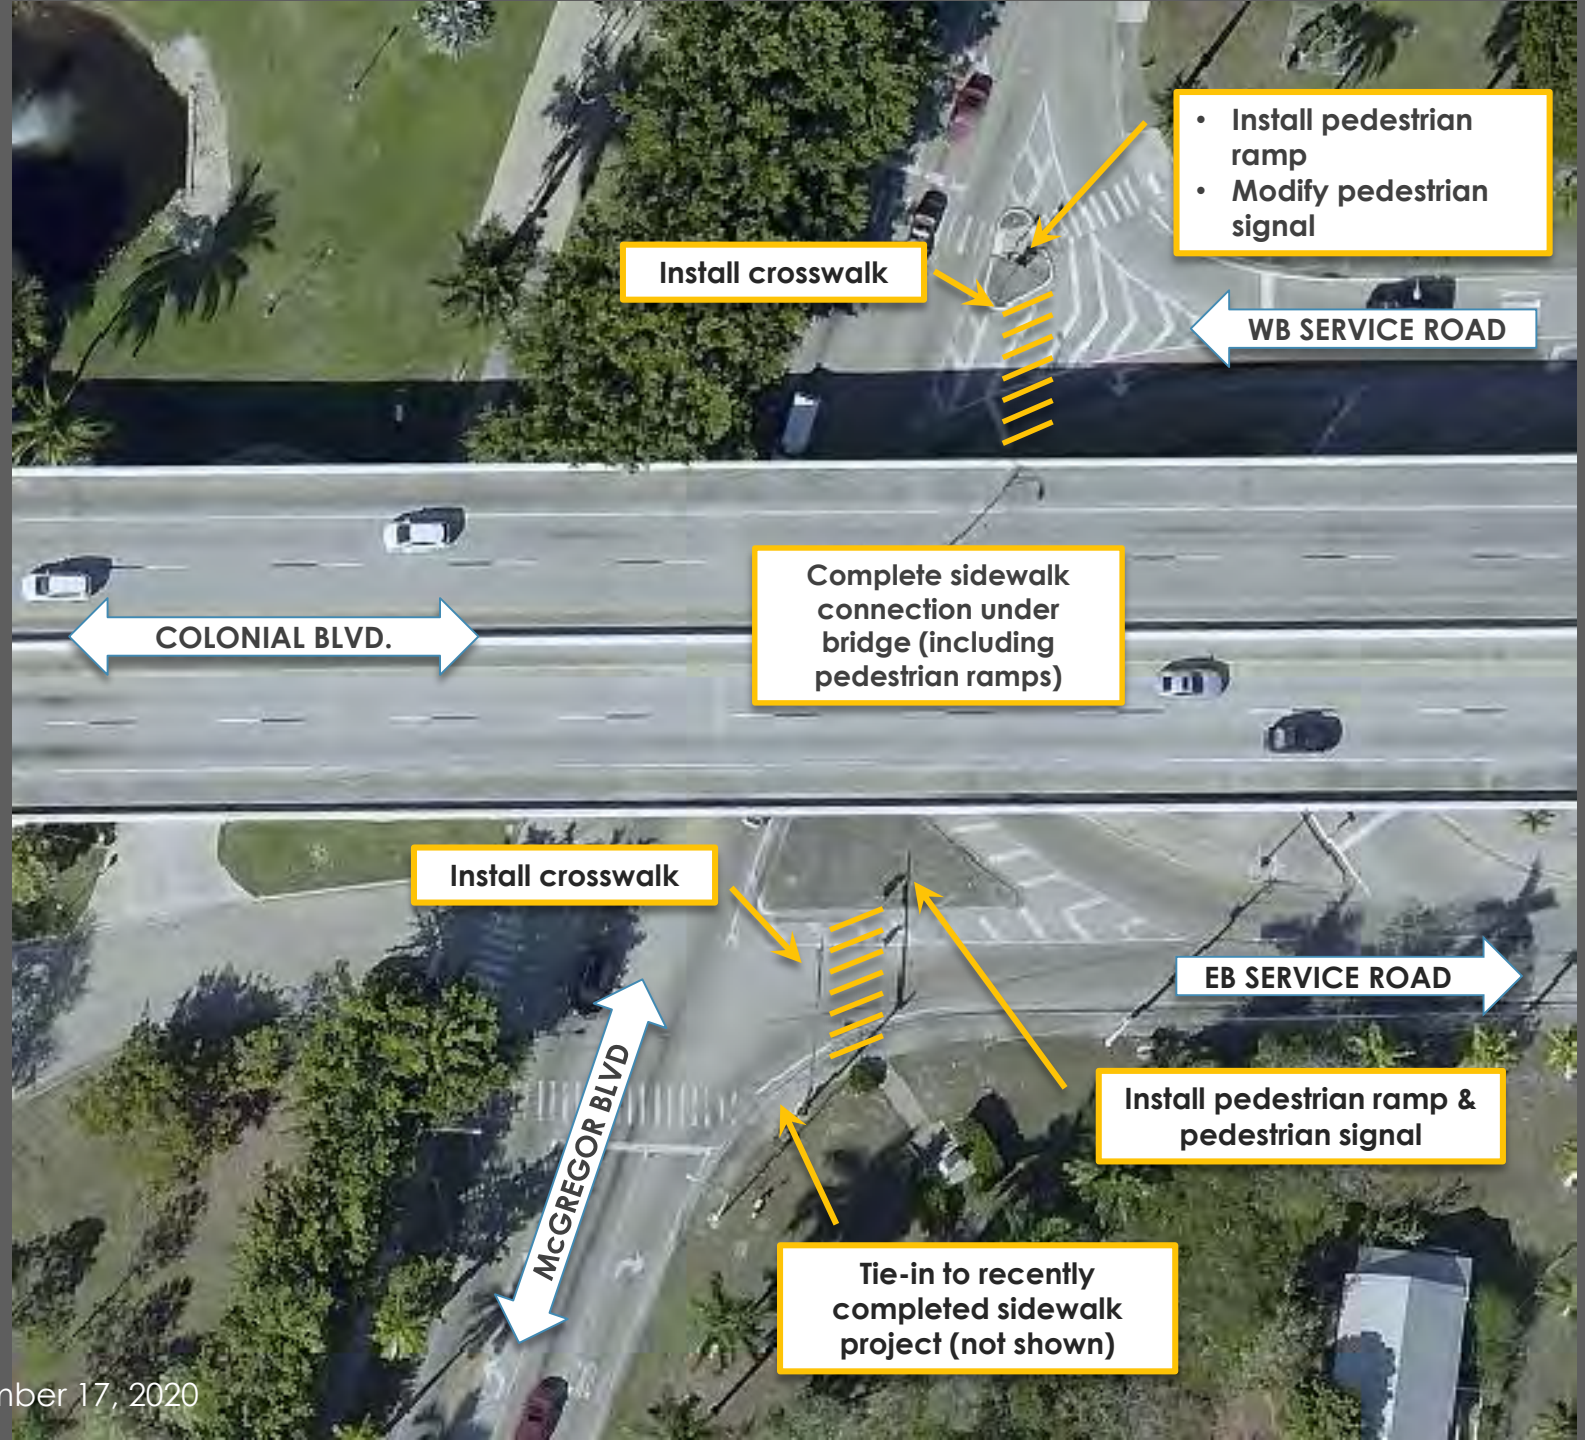 • Install pedestrian
ramp
• Modify pedestrian
signal
Install crosswalk
WB SERVICE ROAD
Complete sidewalk
connection under
bridge (including
pedestrian ramps)
COLONIAL BLVD.
Install crosswalk
EB SERVICE ROAD
McGREGOR BLVD
Install pedestrian ramp &
pedestrian signal
Tie-in to recently
completed sidewalk
project (not shown)
17, 2020